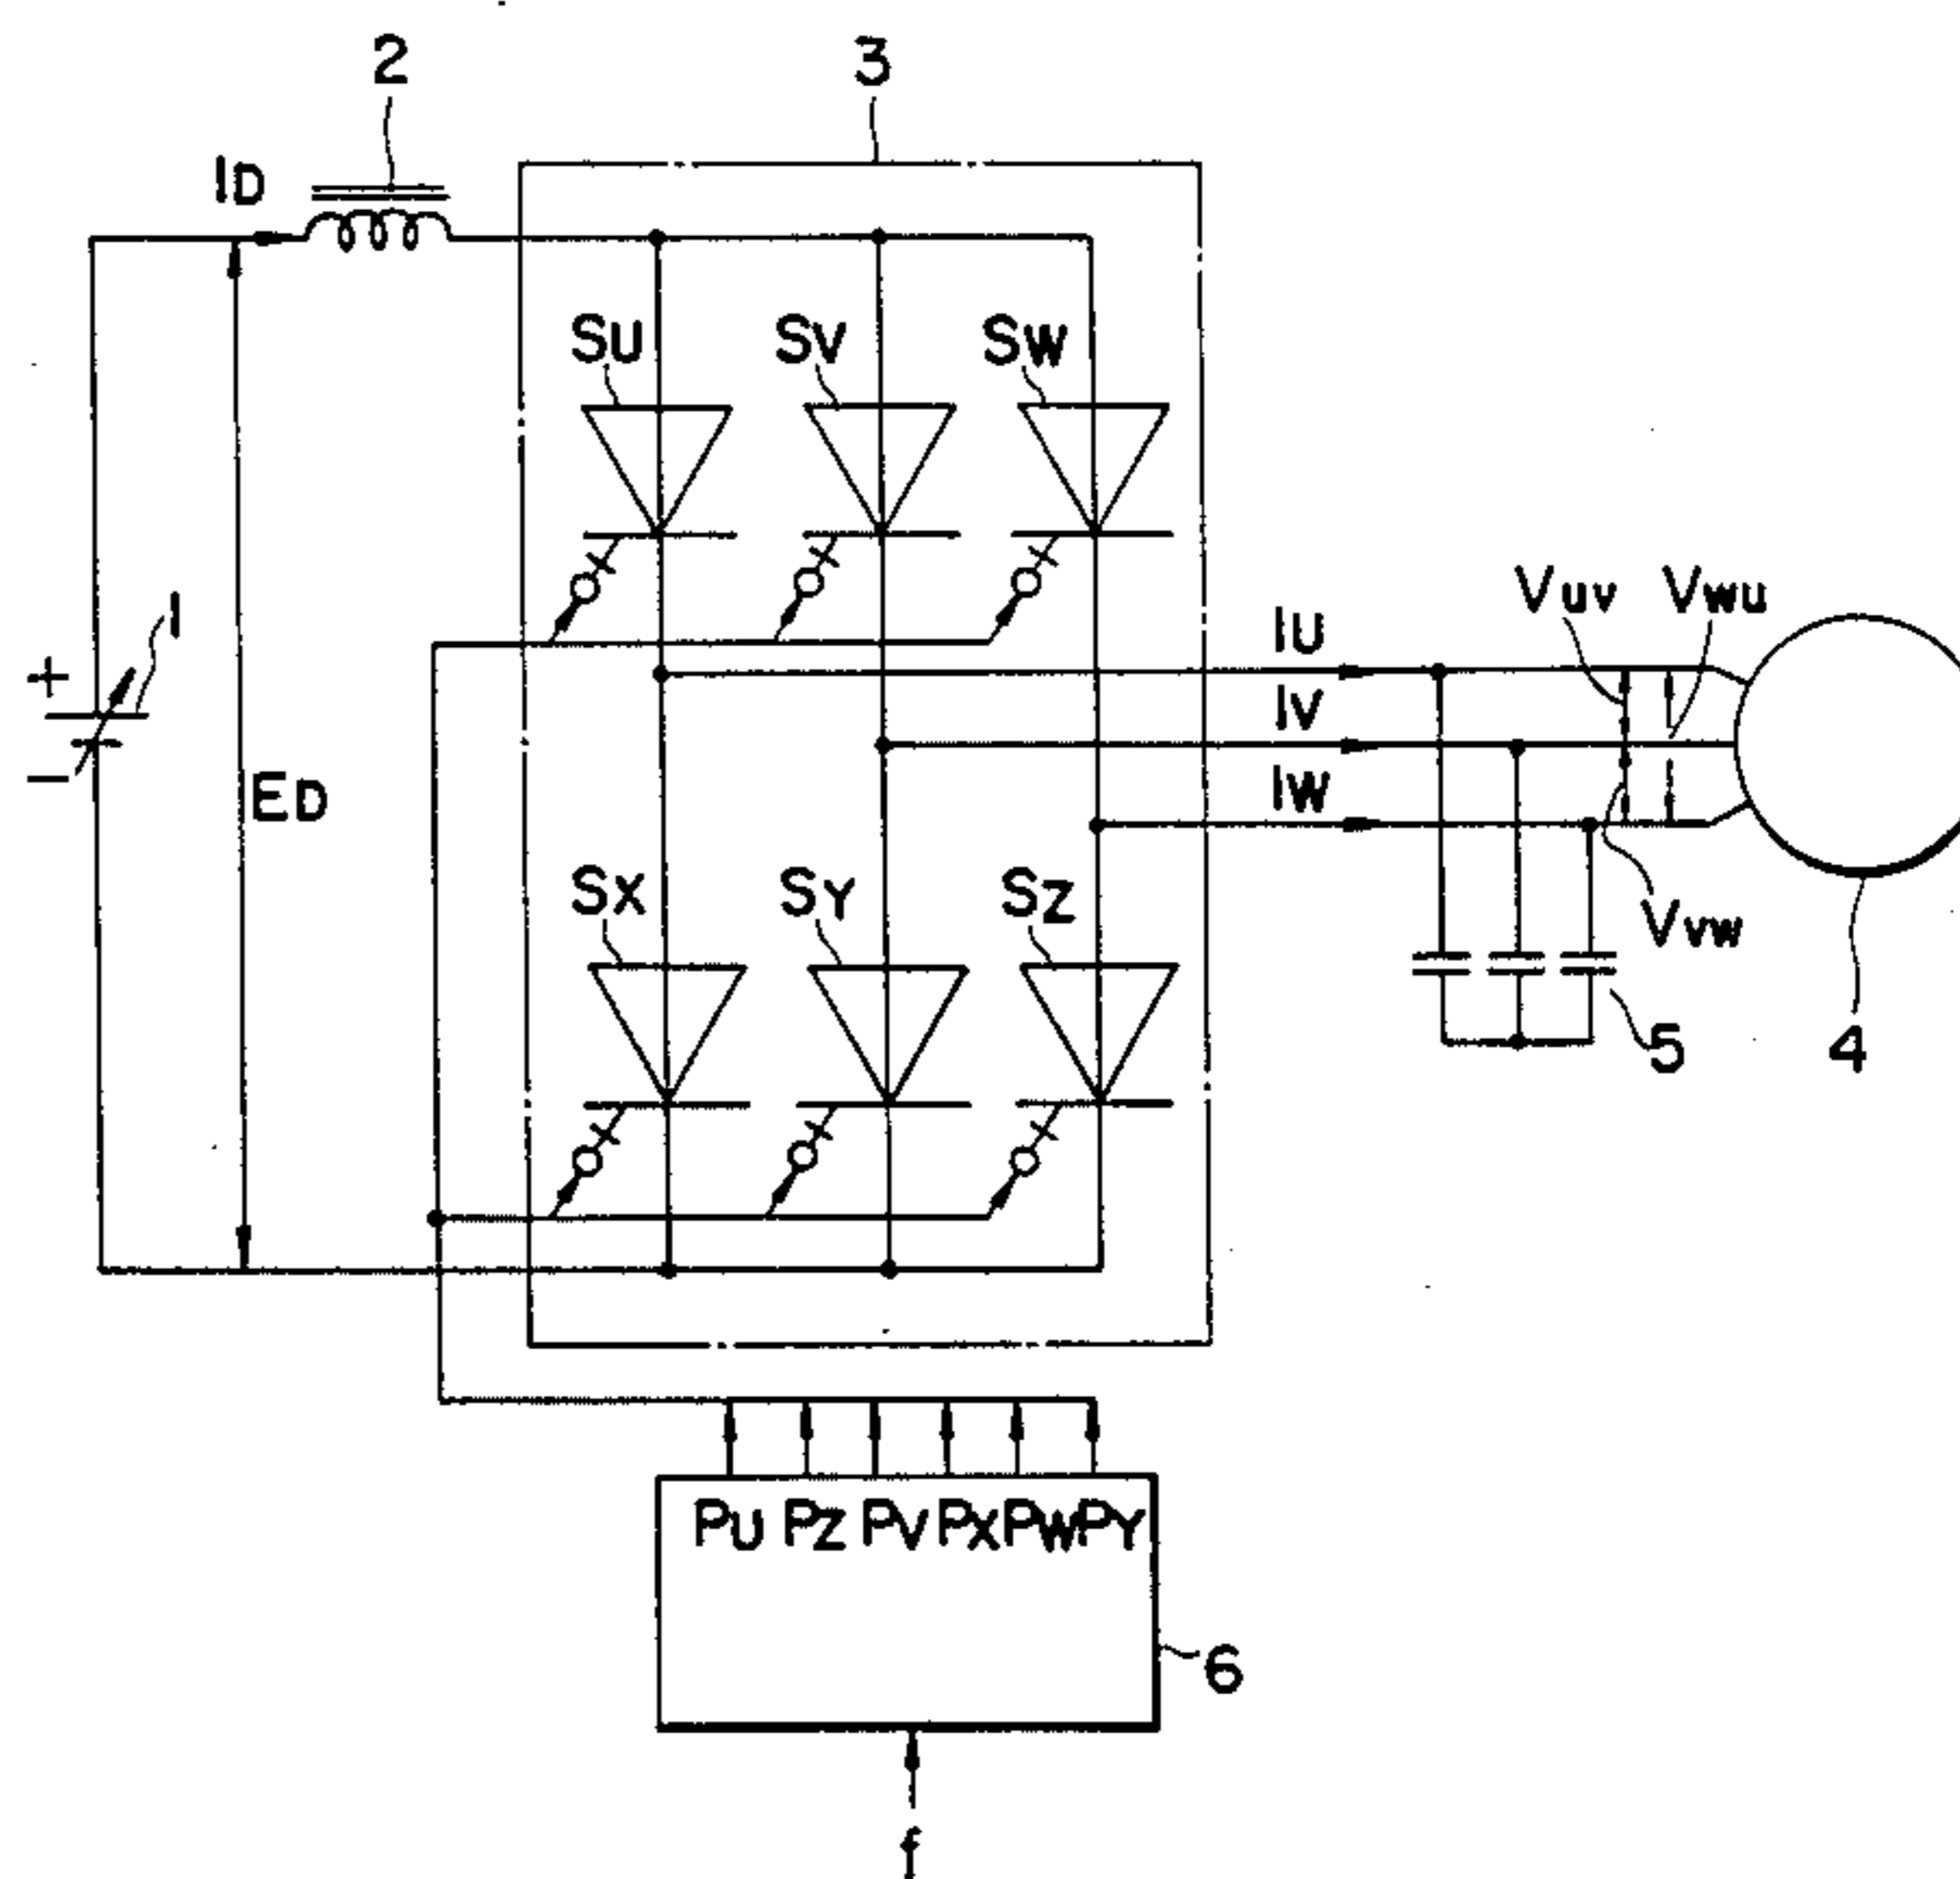 2
3
ID
SU SV SW
1
+
−
ED
IU
IV
IW
VUV VWU
VVW
SX SY SZ
5
4
PU PZ PV PX PW PY
6
f